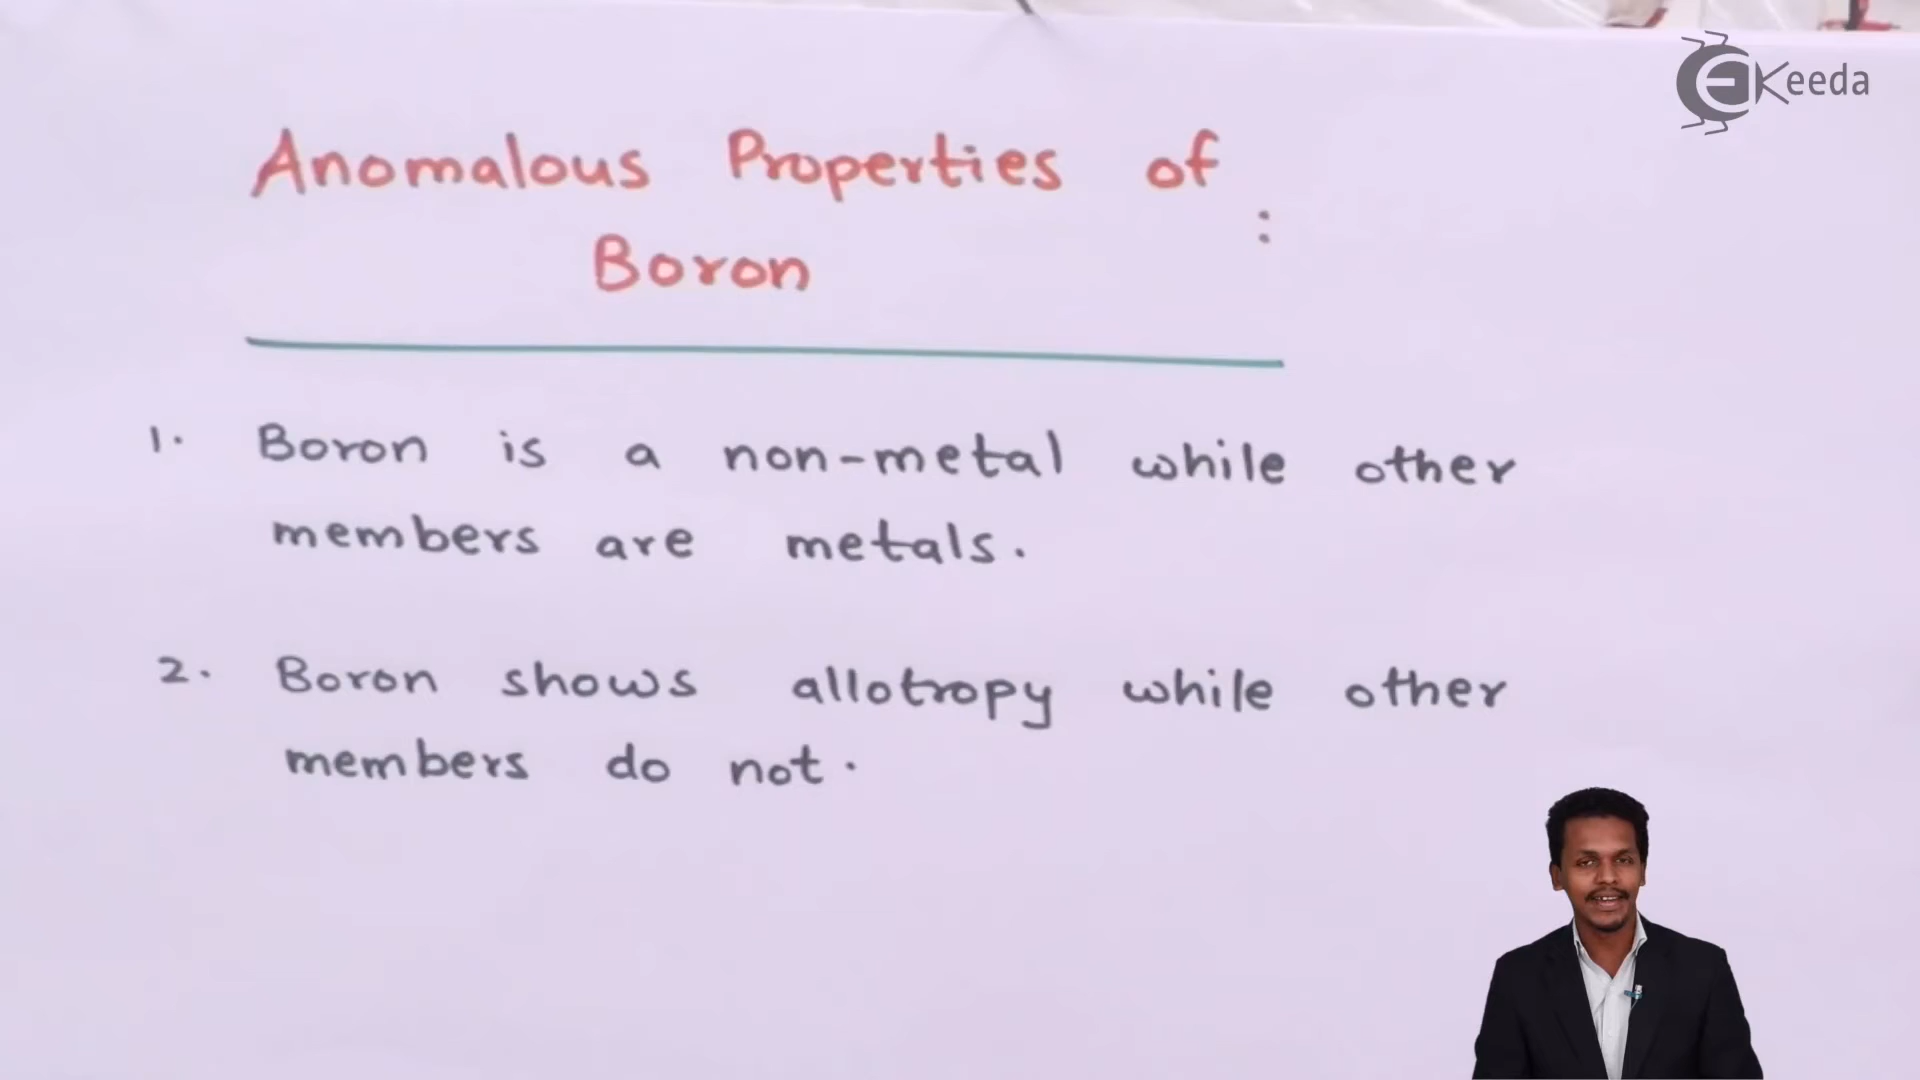 EKeeda
Anomalous Properties of
Boron :
1. Boron is a non-metal while other
members are metals.
2. Boron shows allotropy while other
members do not.